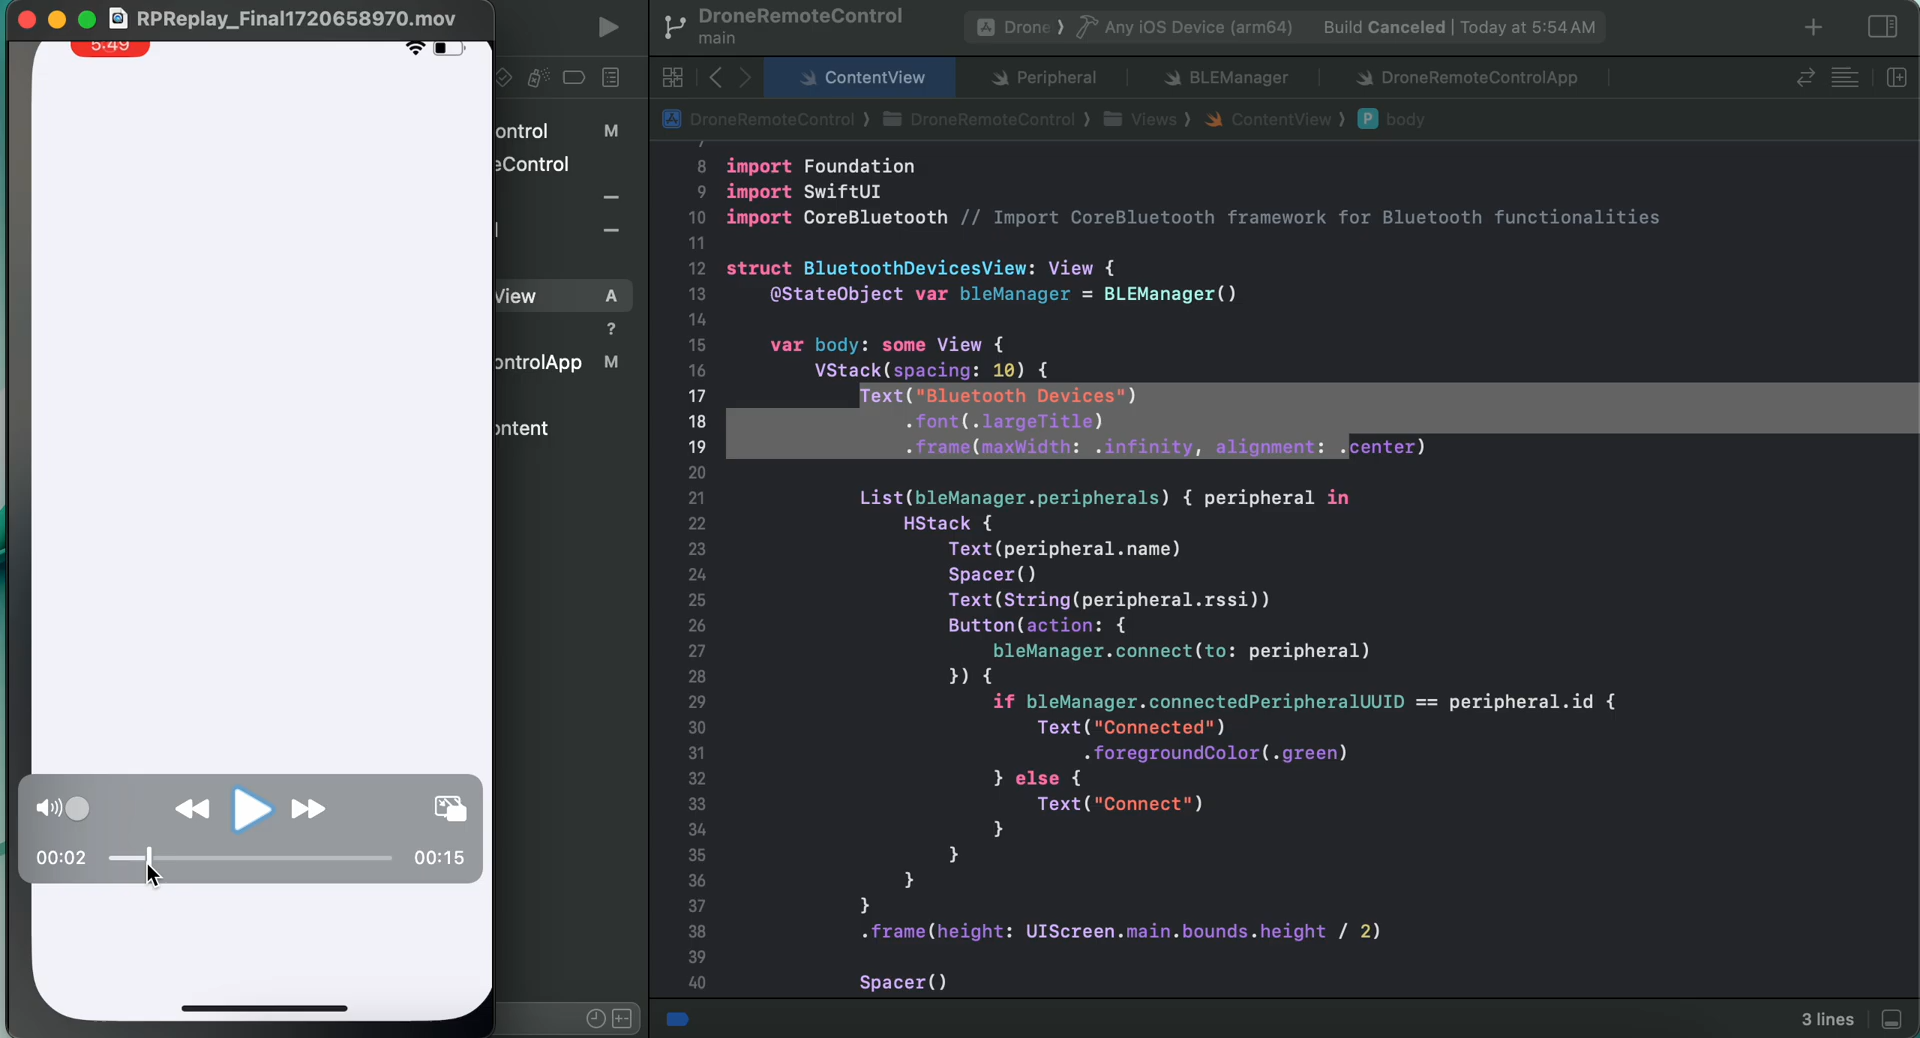 RPReplay_Final1720658970.mov
5:49
00:02
00:15
ontrol M
eControl
View A
?
ontrolApp M
ontent
DroneRemoteControl
main
Drone ⟩ Any iOS Device (arm64)
Build Canceled | Today at 5:54 AM
ContentView
Peripheral
BLEManager
DroneRemoteControlApp
DroneRemoteControl ⟩ DroneRemoteControl ⟩ Views ⟩ ContentView ⟩ P body
8 import Foundation
9 import SwiftUI
10 import CoreBluetooth // Import CoreBluetooth framework for Bluetooth functionalities
11
12 struct BluetoothDevicesView: View {
13 @StateObject var bleManager = BLEManager()
14
15 var body: some View {
16 VStack(spacing: 10) {
17 Text("Bluetooth Devices")
18 .font(.largeTitle)
19 .frame(maxWidth: .infinity, alignment: .center)
20
21 List(bleManager.peripherals) { peripheral in
22 HStack {
23 Text(peripheral.name)
24 Spacer()
25 Text(String(peripheral.rssi))
26 Button(action: {
27 bleManager.connect(to: peripheral)
28 }) {
29 if bleManager.connectedPeripheralUUID == peripheral.id {
30 Text("Connected")
31 .foregroundColor(.green)
32 } else {
33 Text("Connect")
34 }
35 }
36 }
37 }
38 .frame(height: UIScreen.main.bounds.height / 2)
39
40 Spacer()
3 lines